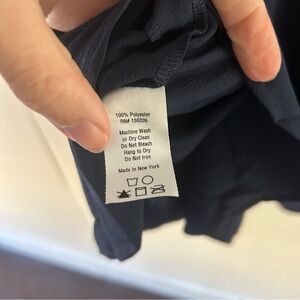 100% Polyester
RN# 136209
Machine Wash
or Dry Clean
Do Not Bleach
Hang to Dry
Do Not Iron
Made In New York